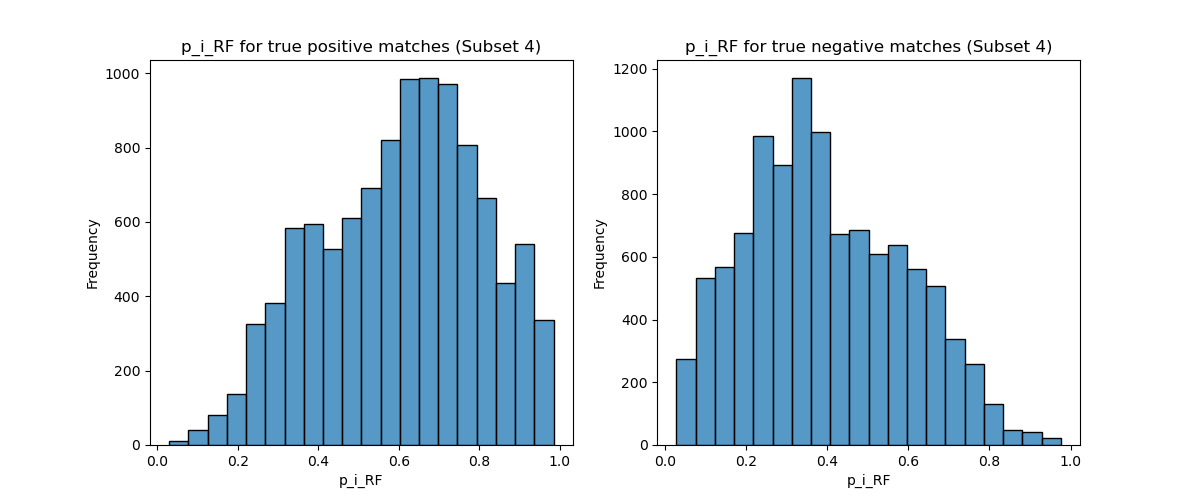 p_i_RF for true positive matches (Subset 4)
1000
800
600
400
200
0
Frequency
0.0 0.2 0.4 0.6 0.8 1.0
p_i_RF
p_i_RF for true negative matches (Subset 4)
1200
1000
800
600
400
200
0
Frequency
0.0 0.2 0.4 0.6 0.8 1.0
p_i_RF